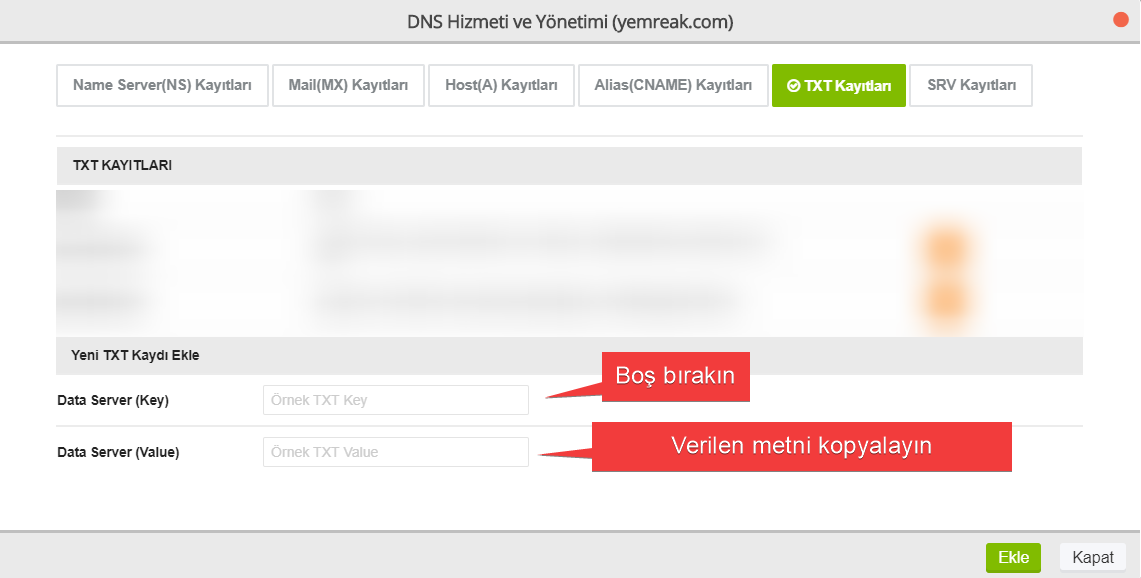 DNS Hizmeti ve Yönetimi (yemreak.com)
Name Server(NS) Kayıtları
Mail(MX) Kayıtları
Host(A) Kayıtları
Alias(CNAME) Kayıtları
TXT Kayıtları
SRV Kayıtları
TXT KAYITLARI
Yeni TXT Kaydı Ekle
Boş bırakın
Data Server (Key)
Örnek TXT Key
Verilen metni kopyalayın
Data Server (Value)
Örnek TXT Value
Ekle
Kapat